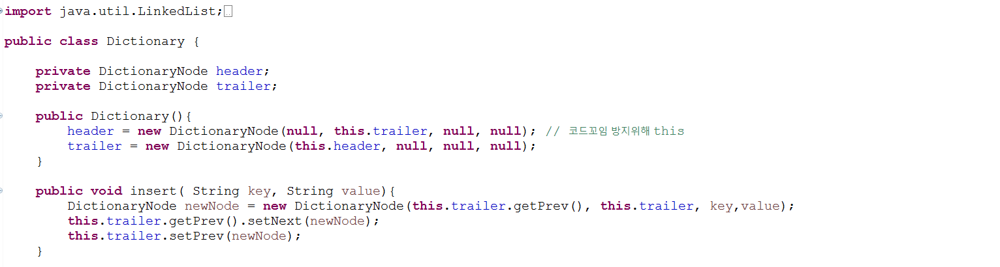 import java.util.LinkedList;
public class Dictionary {
private DictionaryNode header;
private DictionaryNode trailer;
public Dictionary(){
header = new DictionaryNode(null, this.trailer, null, null); // 코드꼬임 방지위해 this
trailer = new DictionaryNode(this.header, null, null, null);
}
public void insert( String key, String value){
DictionaryNode newNode = new DictionaryNode(this.trailer.getPrev(), this.trailer, key,value);
this.trailer.getPrev().setNext(newNode);
this.trailer.setPrev(newNode);
}